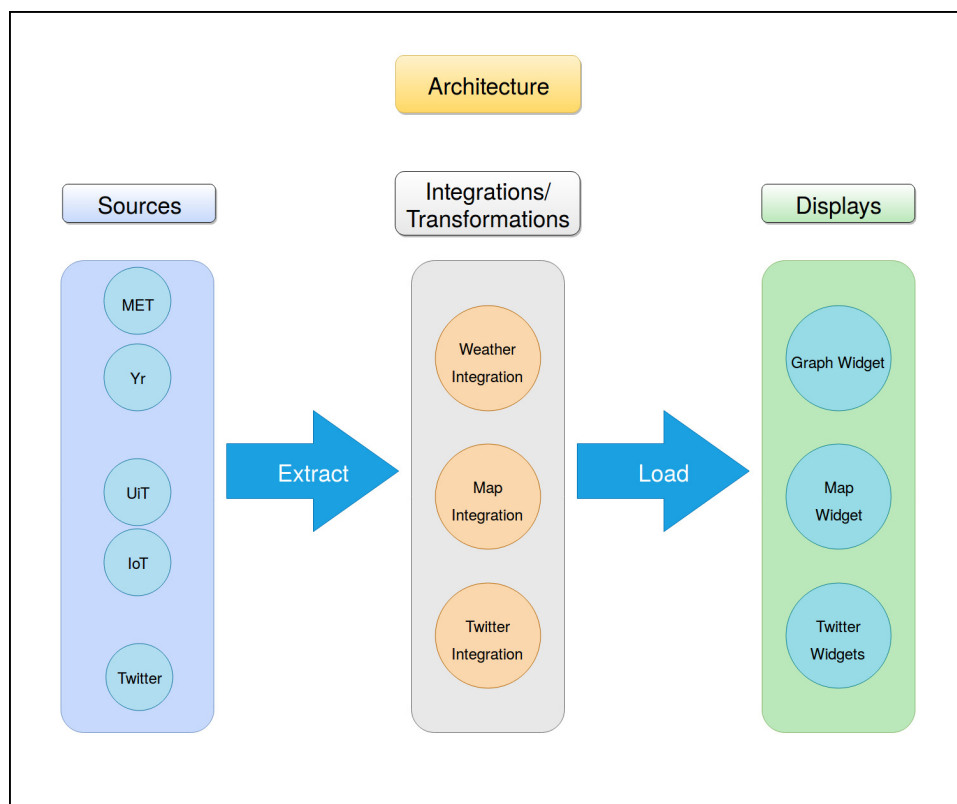 Architecture
Sources
Integrations/
Transformations
Displays
MET
Yr
UiT
IoT
Twitter
Extract
Weather
Integration
Map
Integration
Twitter
Integration
Load
Graph Widget
Map
Widget
Twitter
Widgets